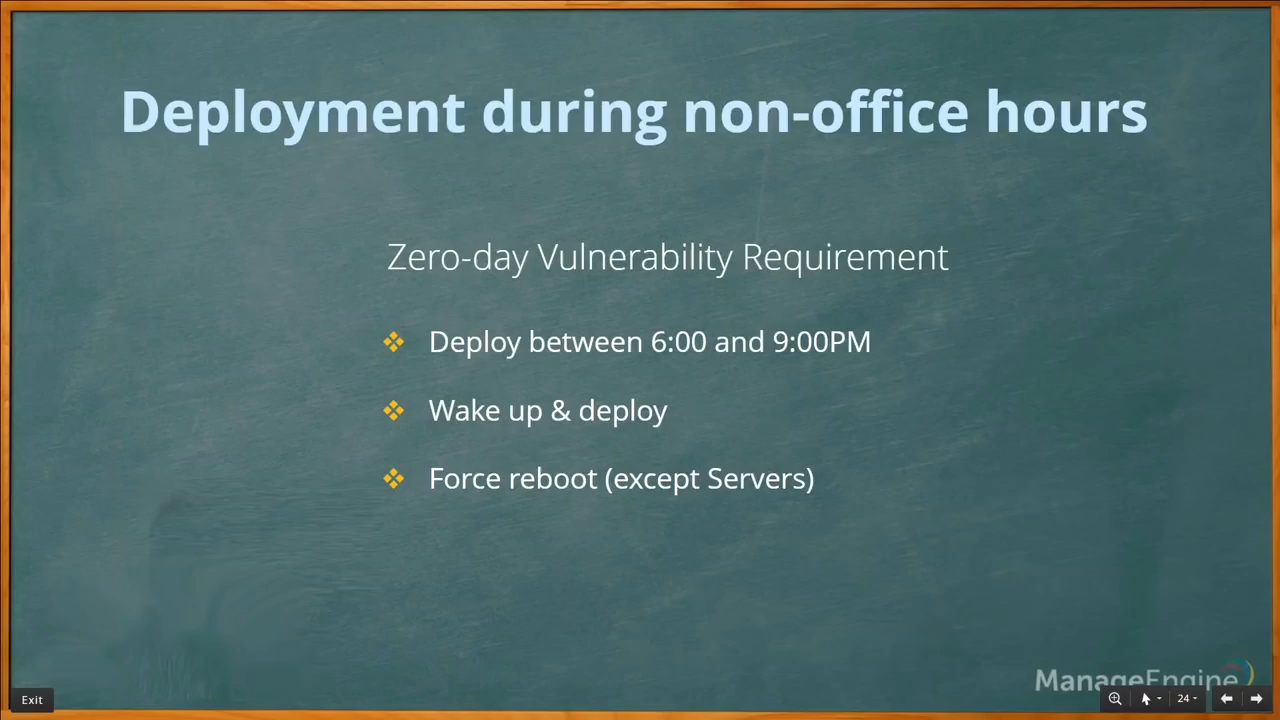 Deployment during non-office hours
Zero-day Vulnerability Requirement
Deploy between 6:00 and 9:00PM
Wake up & deploy
Force reboot (except Servers)
ManageEngine
Exit
24